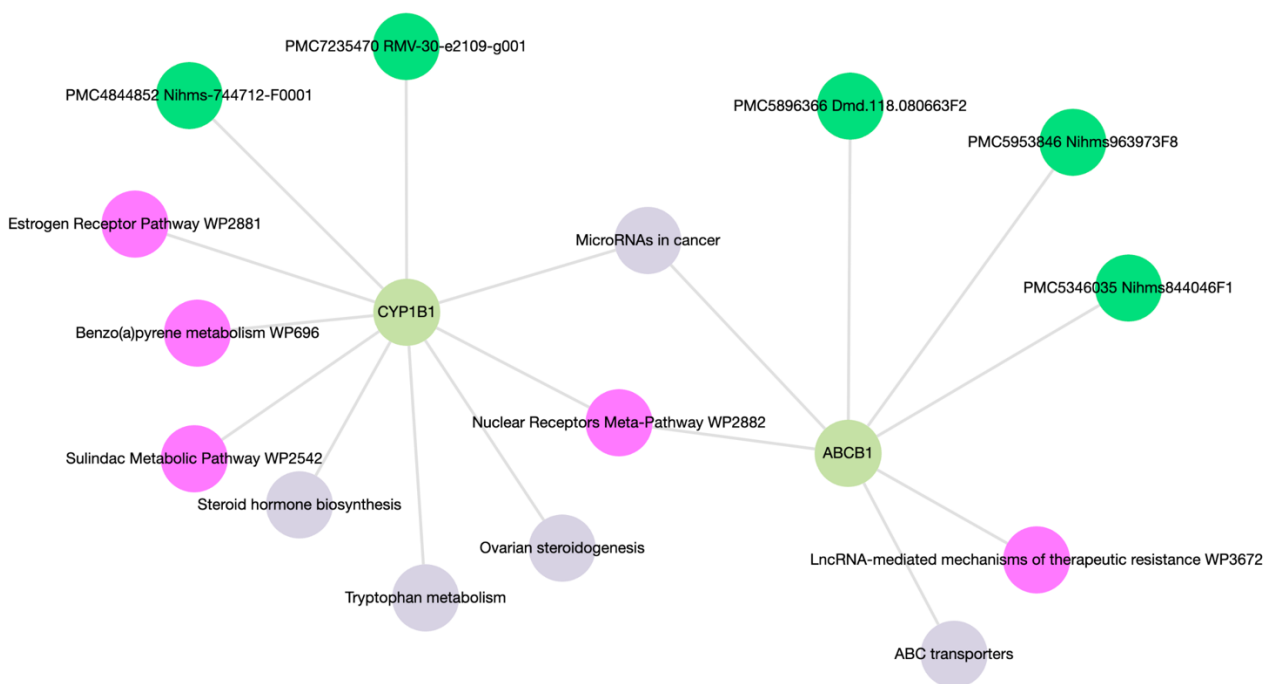 PMC7235470 RMV-30-e2109-g001
PMC4844852 Nihms-744712-F0001
PMC5896366 Dmd.118.080663F2
PMC5953846 Nihms963973F8
Estrogen Receptor Pathway WP2881
MicroRNAs in cancer
PMC5346035 Nihms844046F1
CYP1B1
Benzo(a)pyrene metabolism WP696
Nuclear Receptors Meta-Pathway WP2882
ABCB1
Sulindac Metabolic Pathway WP2542
Steroid hormone biosynthesis
Ovarian steroidogenesis
LncRNA-mediated mechanisms of therapeutic resistance WP3672
Tryptophan metabolism
ABC transporters